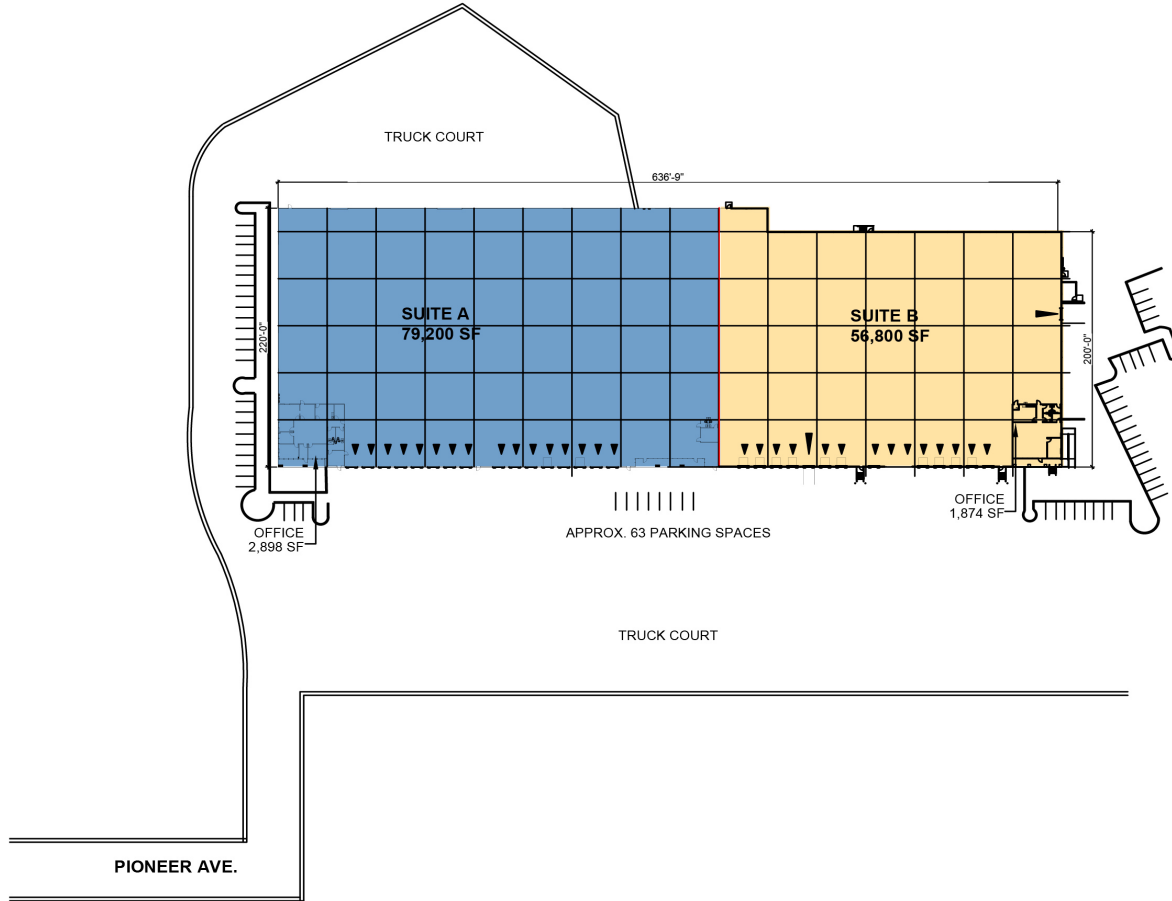 TRUCK COURT
636'-9"
220'-0"
SUITE A
79,200 SF
SUITE B
56,800 SF
200'-0"
OFFICE
2,898 SF
APPROX. 63 PARKING SPACES
OFFICE
1,874 SF
TRUCK COURT
PIONEER AVE.